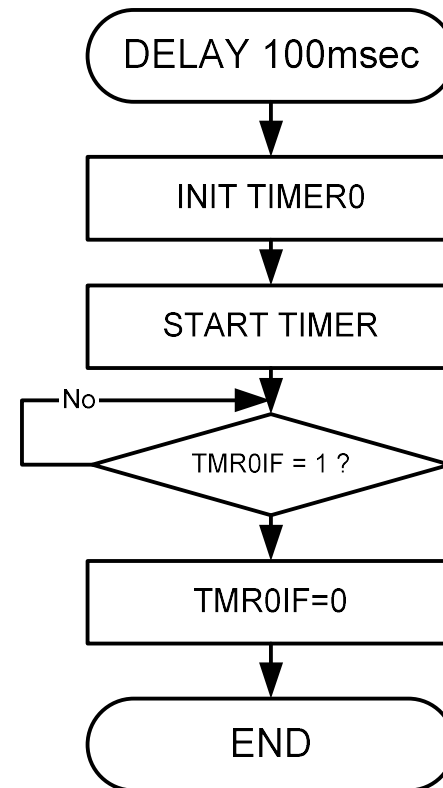 DELAY 100msec
INIT TIMER0
START TIMER
No
TMR0IF = 1 ?
TMR0IF=0
END